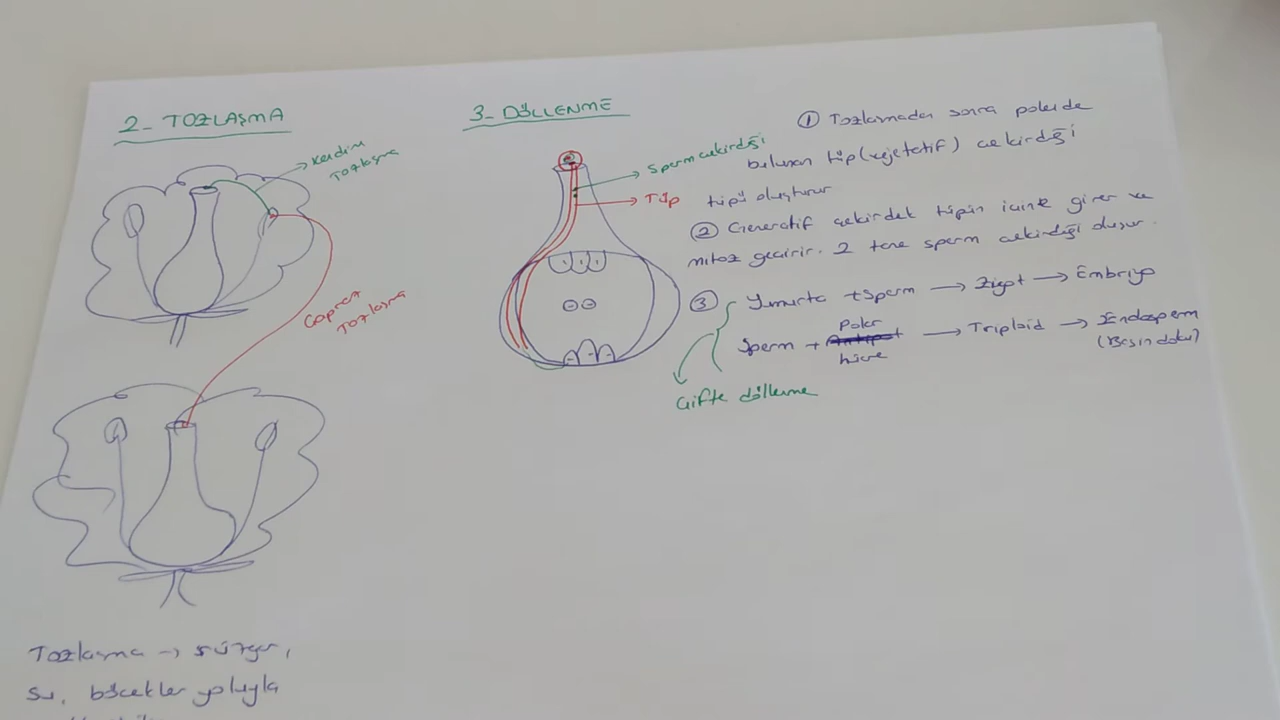 2- TOZLAŞMA
Kendini
Tozlaşma
Çapraz
Tozlaşma
Tozlaşma → rüzgar,
su, böcekler yoluyla
3- DÖLLENME
Sperm çekirdeği
Tüp
① Tozlaşmadan sonra polende
bulunan tüp (vejetatif) çekirdeği
tüpü oluşturur
② Generatif çekirdek tüpün içine girer ve
mitoz geçirir. 2 tane sperm çekirdeği oluşur.
③ Yumurta + Sperm → Zigot → Embriyo
Sperm + Polar hücre → Triploid → Endosperm
(Besin doku)
Çifte döllenme